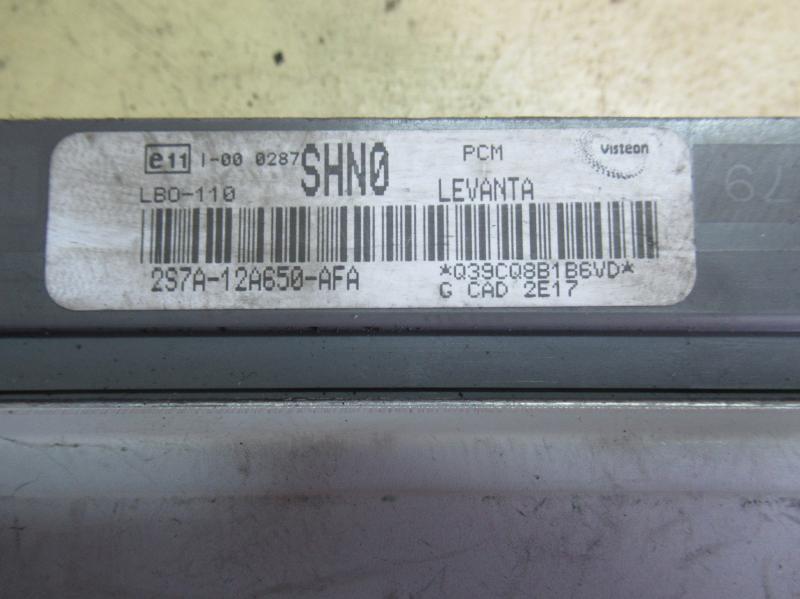 e11 I-00 0287 SHN0 PCM Visteon
LBO-110 LEVANTA
2S7A-12A650-AFA *Q39CQ8B1B6VD*
G CAD 2E17